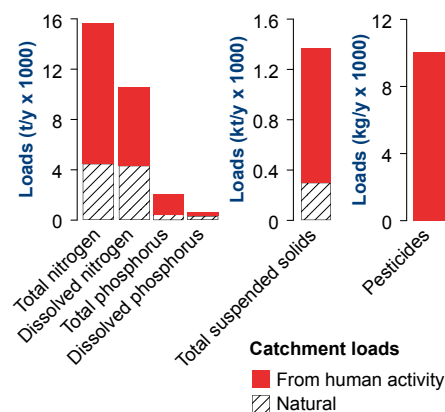 Loads (t/y x 1000)
16
12
8
4
0
Total nitrogen
Dissolved nitrogen
Total phosphorus
Dissolved phosphorus
Loads (kt/y x 1000)
1.6
1.2
0.8
0.4
0
Total suspended solids
Loads (kg/y x 1000)
12
8
4
0
Pesticides
Catchment loads
From human activity
Natural